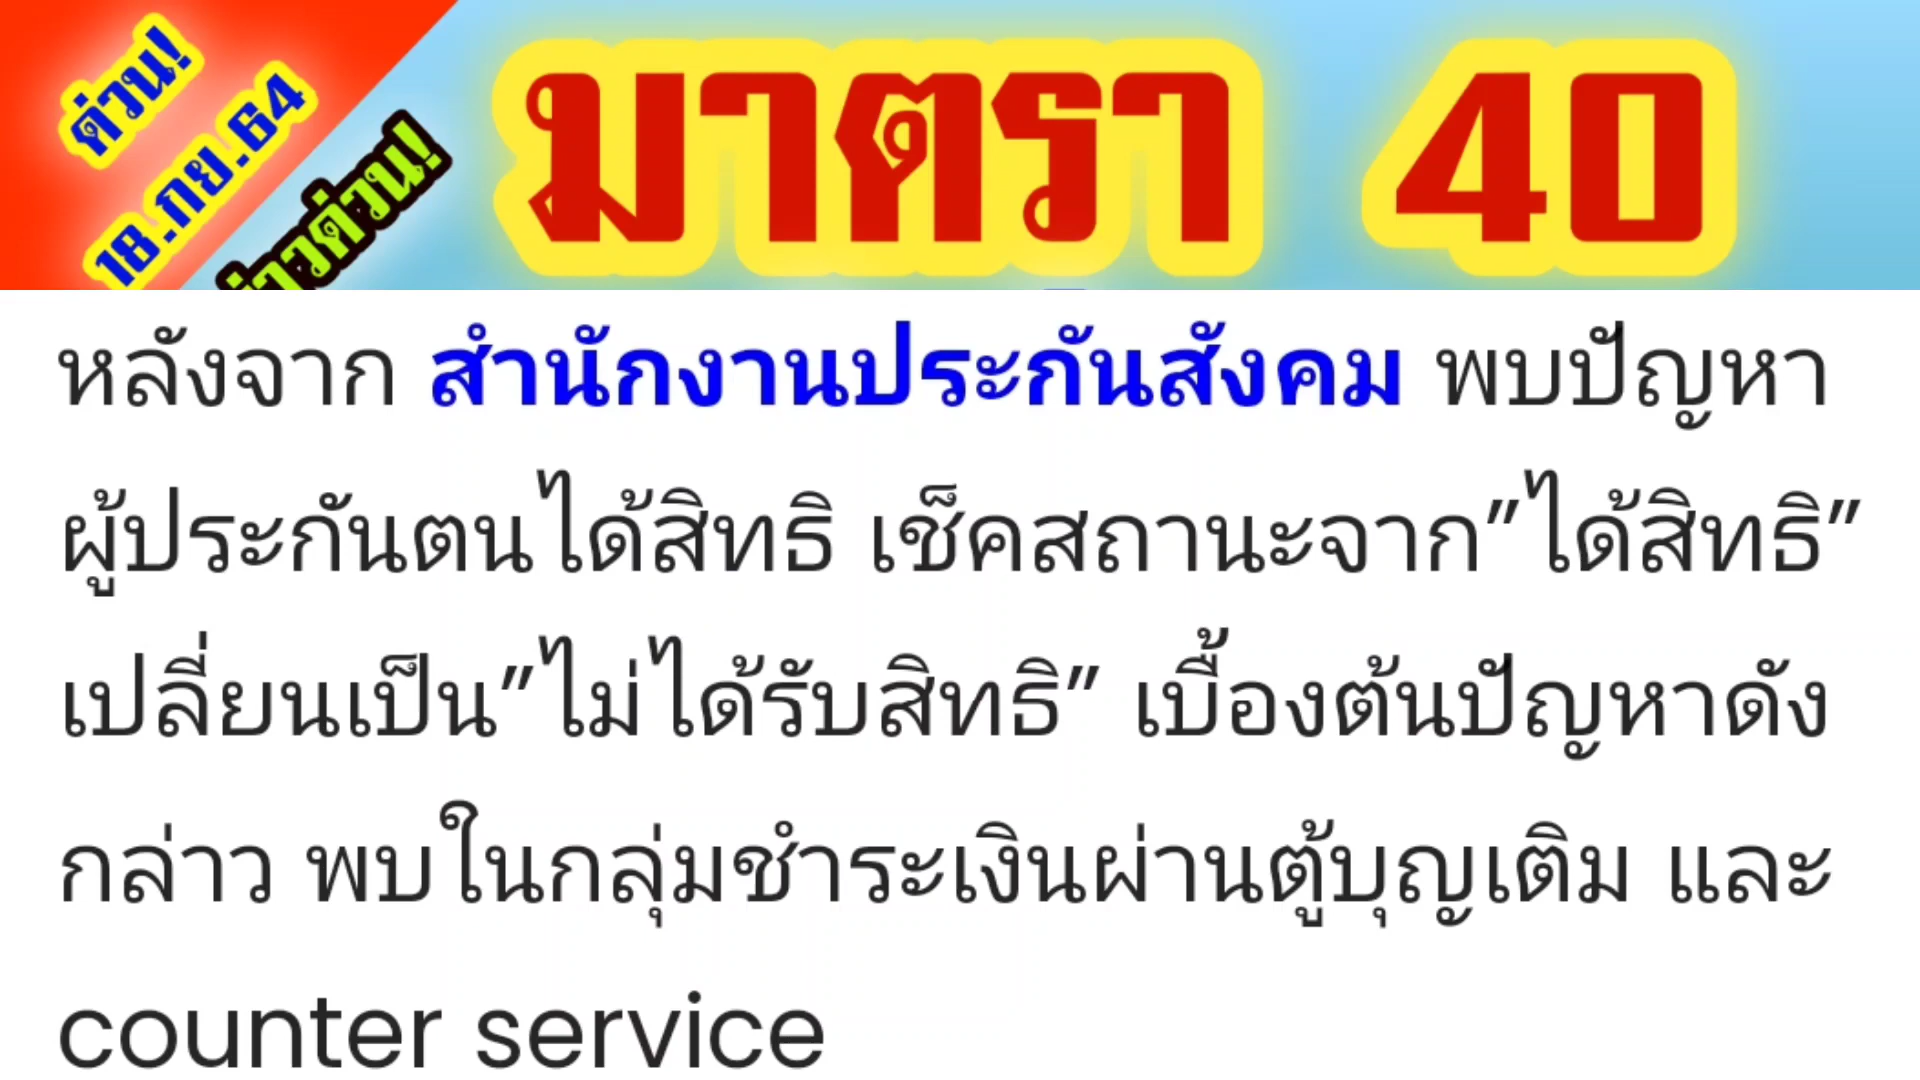 ด่วน!
18.กย.64
ข่าวด่วน!
มาตรา 40
หลังจาก สำนักงานประกันสังคม พบปัญหา
ผู้ประกันตนได้สิทธิ เช็คสถานะจาก”ได้สิทธิ”
เปลี่ยนเป็น”ไม่ได้รับสิทธิ” เบื้องต้นปัญหาดัง
กล่าว พบในกลุ่มชำระเงินผ่านตู้บุญเติม และ
counter service